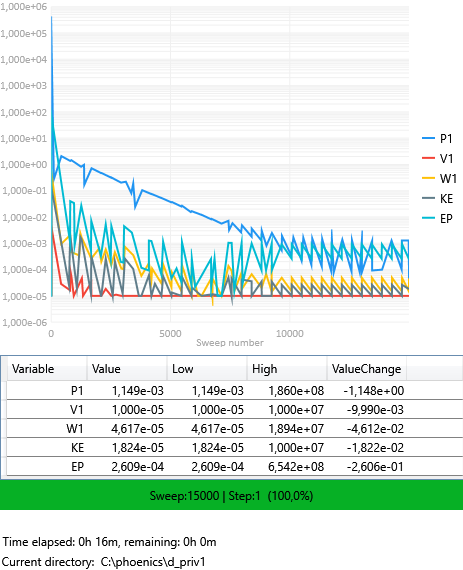 1,000e+06
1,000e+05
1,000e+04
1,000e+03
1,000e+02
1,000e+01
1,000e+00
1,000e-01
1,000e-02
1,000e-03
1,000e-04
1,000e-05
1,000e-06
0 5000 10000
Sweep number
P1
V1
W1
KE
EP
Variable Value Low High ValueChange
P1 1,149e-03 1,149e-03 1,860e+08 -1,148e+00
V1 1,000e-05 1,000e-05 1,000e+07 -9,990e-03
W1 4,617e-05 4,617e-05 1,894e+07 -4,612e-02
KE 1,824e-05 1,824e-05 1,000e+07 -1,822e-02
EP 2,609e-04 2,609e-04 6,542e+08 -2,606e-01
Sweep:15000 | Step:1 (100,0%)
Time elapsed: 0h 16m, remaining: 0h 0m
Current directory: C:\phoenics\d_priv1